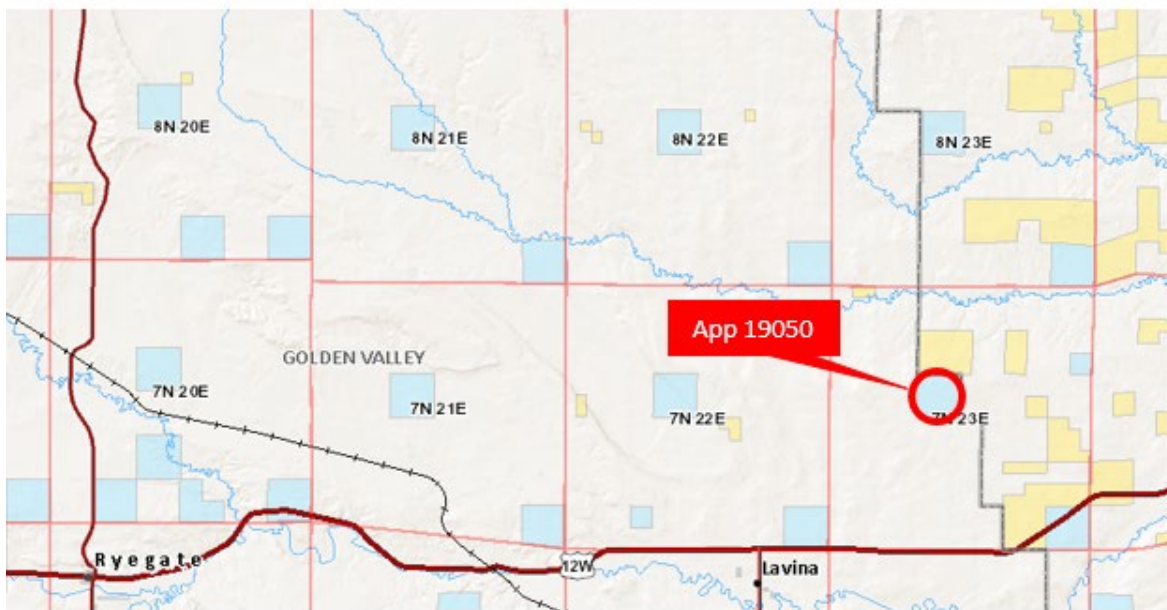 8N 20E
8N 21E
8N 22E
8N 23E
App 19050
GOLDEN VALLEY
7N 20E
7N 21E
7N 22E
7N 23E
Ryegate
12W
Lavina